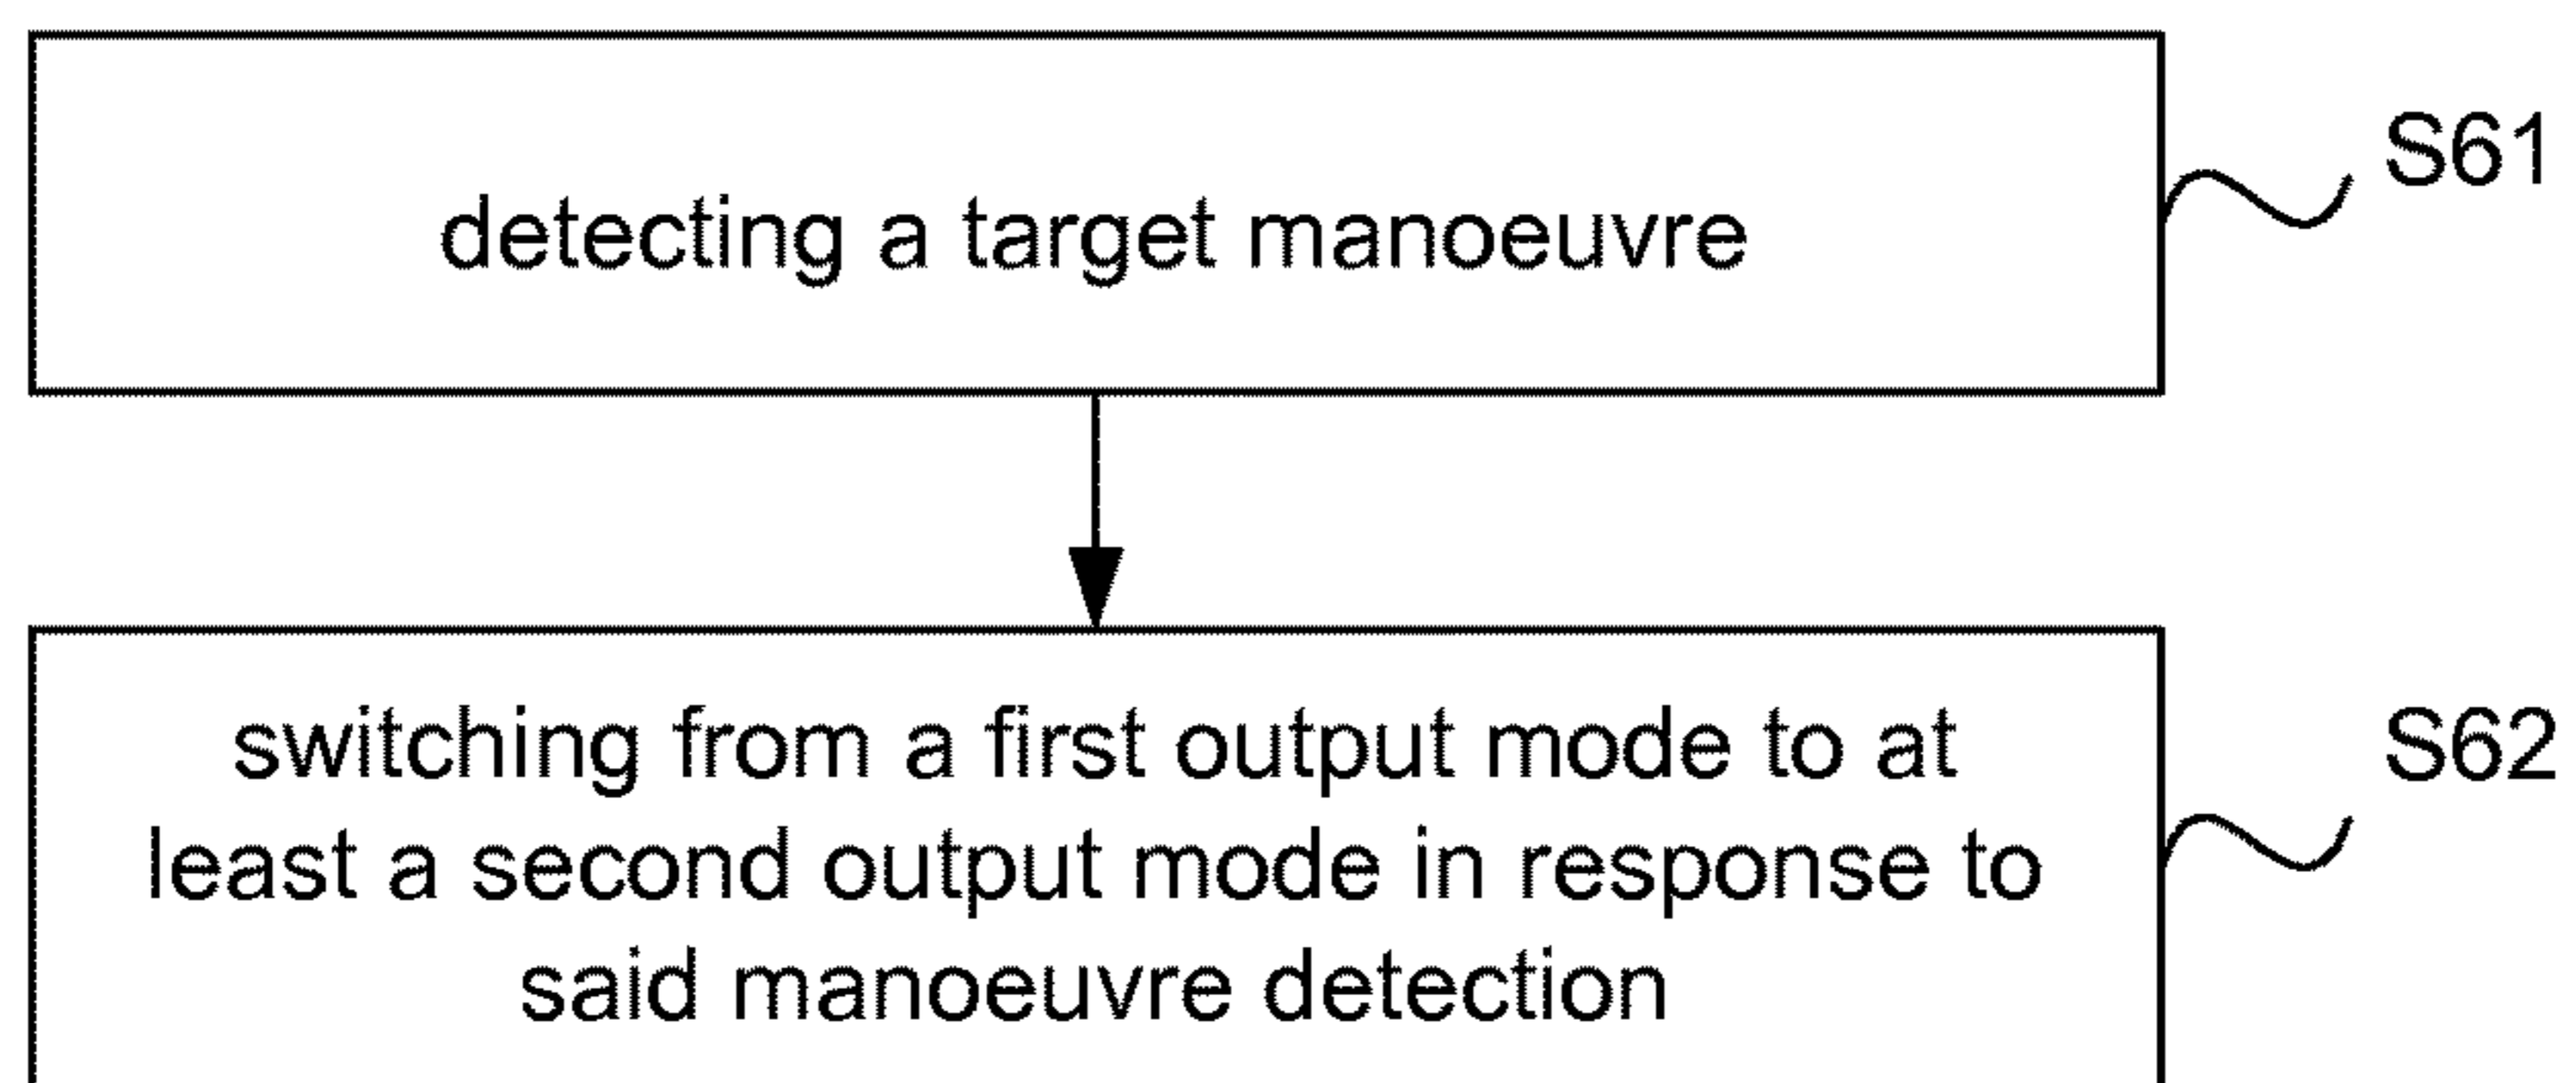 detecting a target manoeuvre
S61
switching from a first output mode to at
least a second output mode in response to
said manoeuvre detection
S62